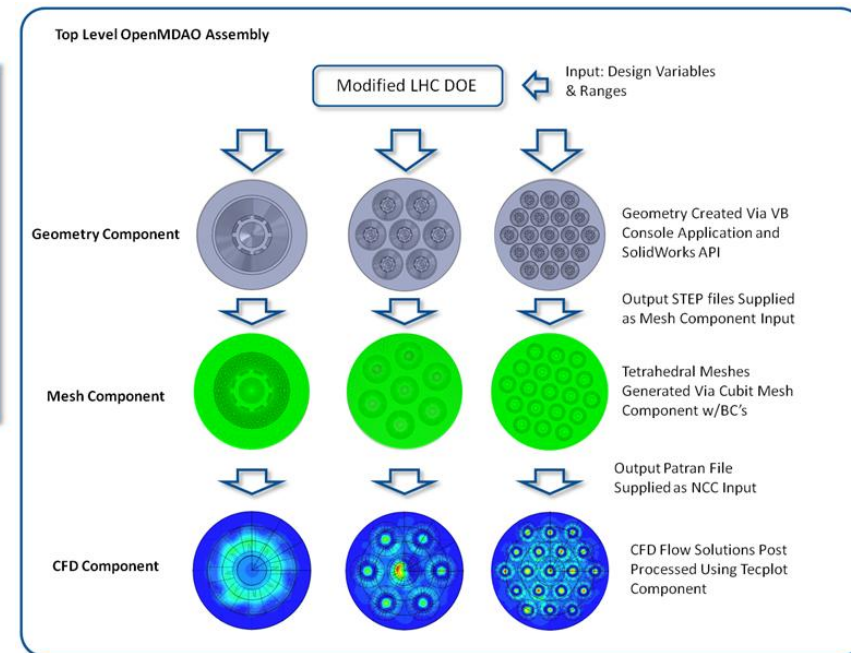 Top Level OpenMDAO Assembly
Modified LHC DOE
Input: Design Variables
& Ranges
Geometry Component
Geometry Created Via VB
Console Application and
SolidWorks API
Output STEP files Supplied
as Mesh Component Input
Mesh Component
Tetrahedral Meshes
Generated Via Cubit Mesh
Component w/BC's
Output Patran File
Supplied as NCC Input
CFD Component
CFD Flow Solutions Post
Processed Using Tecplot
Component